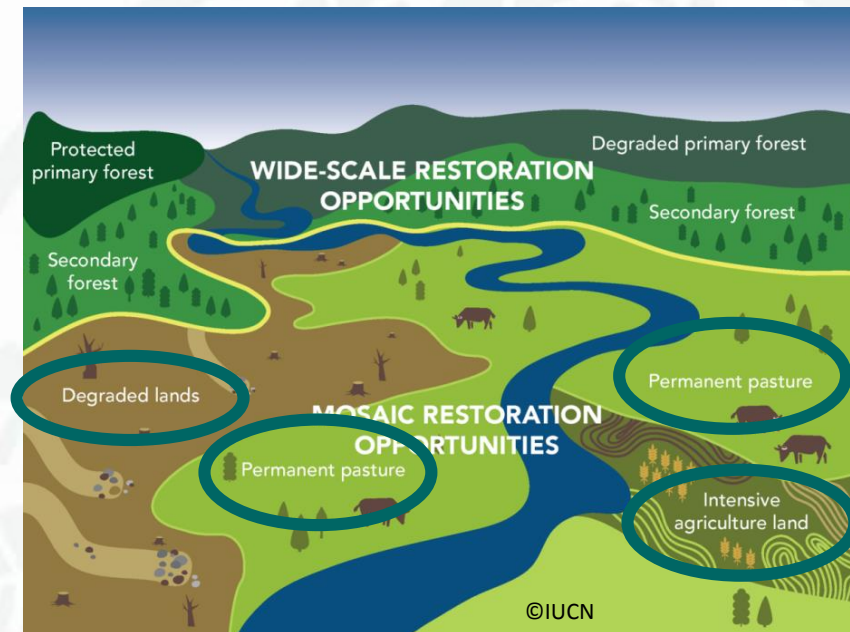 Protected
primary forest
Degraded primary forest
WIDE-SCALE RESTORATION
OPPORTUNITIES
Secondary forest
Secondary
forest
Degraded lands
Permanent pasture
MOSAIC RESTORATION
OPPORTUNITIES
Permanent pasture
Intensive
agriculture land
©IUCN